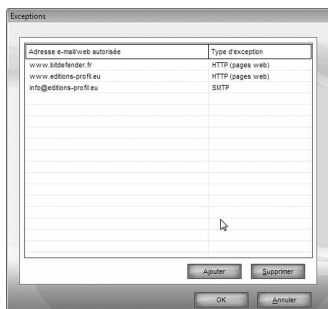 Exceptions
Adresse e-mail/web autorisée Type d'exception
www.bitdefender.fr HTTP (pages web)
www.editions-profil.eu HTTP (pages web)
info@editions-profil.eu SMTP
Ajouter Supprimer
OK Annuler